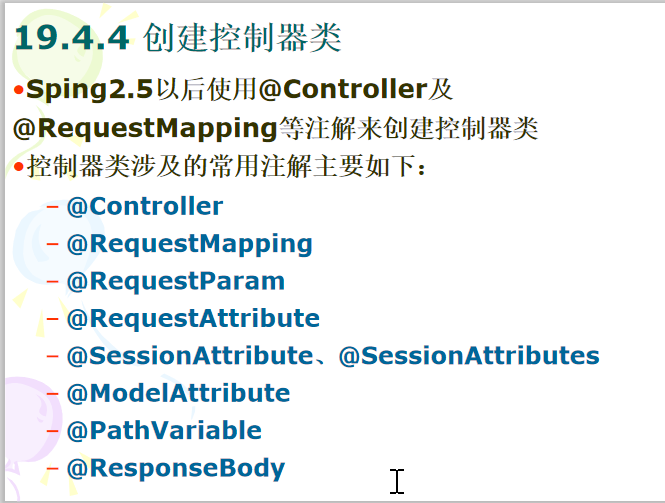 19.4.4 创建控制器类
•Sping2.5以后使用@Controller及
@RequestMapping等注解来创建控制器类
•控制器类涉及的常用注解主要如下：
– @Controller
– @RequestMapping
– @RequestParam
– @RequestAttribute
– @SessionAttribute、@SessionAttributes
– @ModelAttribute
– @PathVariable
– @ResponseBody